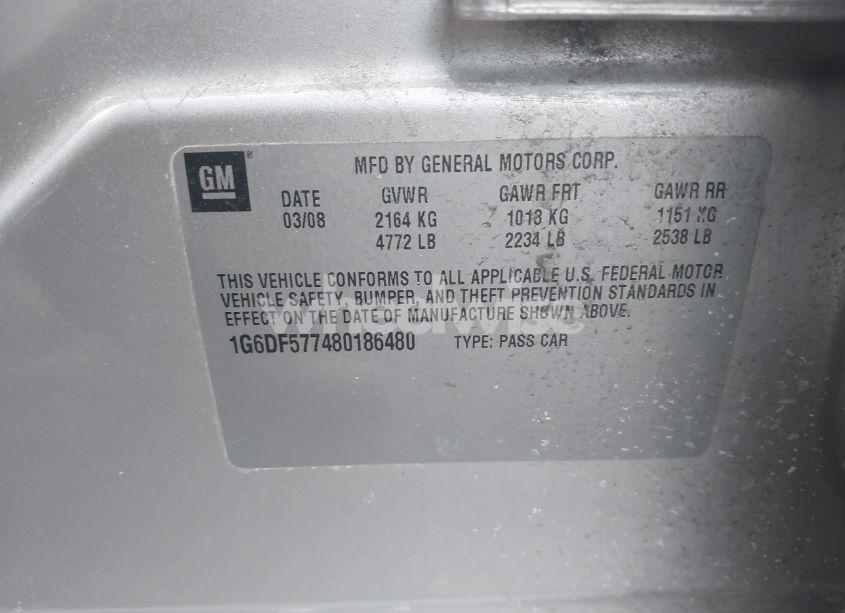 GM
MFD BY GENERAL MOTORS CORP.
DATE GVWR GAWR FRT GAWR RR
03/08 2164 KG 1013 KG 1151 KG
4772 LB 2234 LB 2538 LB
THIS VEHICLE CONFORMS TO ALL APPLICABLE U.S. FEDERAL MOTOR
VEHICLE SAFETY, BUMPER, AND THEFT PREVENTION STANDARDS IN
EFFECT ON THE DATE OF MANUFACTURE SHOWN ABOVE.
wheelwise
1G6DF577480186480 TYPE: PASS CAR